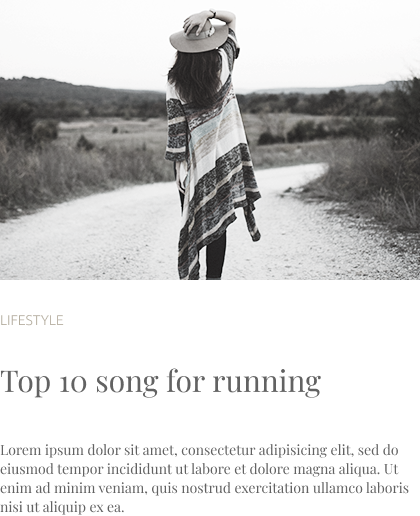 LIFESTYLE
Top 10 song for running
Lorem ipsum dolor sit amet, consectetur adipisicing elit, sed do
eiusmod tempor incididunt ut labore et dolore magna aliqua. Ut
enim ad minim veniam, quis nostrud exercitation ullamco laboris
nisi ut aliquip ex ea.